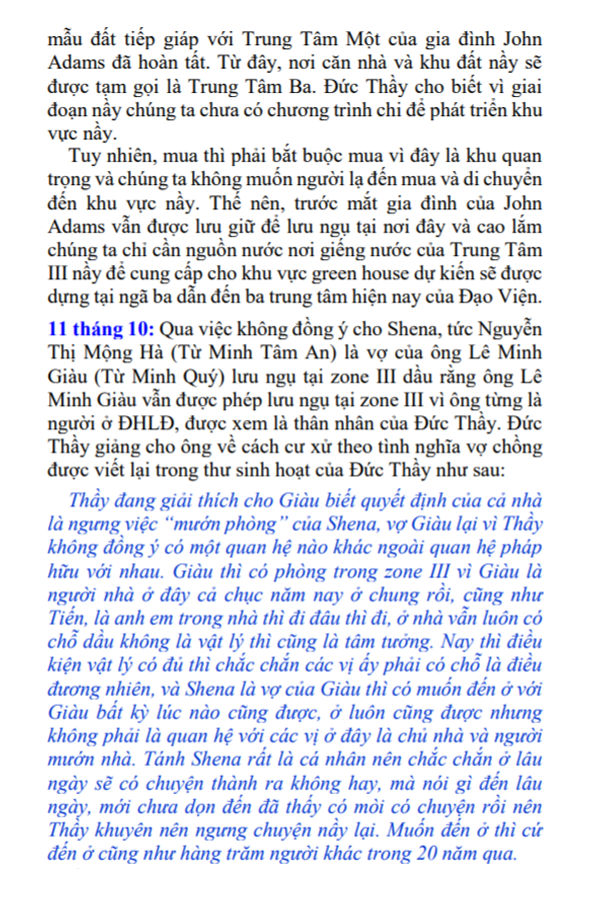 mẫu đất tiếp giáp với Trung Tâm Một của gia đình John
Adams đã hoàn tất. Từ đây, nơi căn nhà và khu đất nầy sẽ
được tạm gọi là Trung Tâm Ba. Đức Thầy cho biết vì giai
đoạn nầy chúng ta chưa có chương trình chi để phát triển khu
vực nầy.
Tuy nhiên, mua thì phải bắt buộc mua vì đây là khu quan
trọng và chúng ta không muốn người lạ đến mua và di chuyển
đến khu vực nầy. Thế nên, trước mắt gia đình của John
Adams vẫn được lưu giữ để lưu ngụ tại nơi đây và cao lắm
chúng ta chỉ cần nguồn nước nơi giếng nước của Trung Tâm
III nầy để cung cấp cho khu vực green house dự kiến sẽ được
dựng tại ngã ba dẫn đến ba trung tâm hiện nay của Đạo Viện.
11 tháng 10: Qua việc không đồng ý cho Shena, tức Nguyễn
Thị Mộng Hà (Từ Minh Tâm An) là vợ của ông Lê Minh
Giàu (Từ Minh Quý) lưu ngụ tại zone III dầu rằng ông Lê
Minh Giàu vẫn được phép lưu ngụ tại zone III vì ông từng là
người ở ĐHLĐ, được xem là thân nhân của Đức Thầy. Đức
Thầy giảng cho ông về cách cư xử theo tình nghĩa vợ chồng
được viết lại trong thư sinh hoạt của Đức Thầy như sau:
Thầy đang giải thích cho Giàu biết quyết định của cả nhà
là ngưng việc “mướn phòng” của Shena, vợ Giàu lại vì Thầy
không đồng ý có một quan hệ nào khác ngoài quan hệ pháp
hữu với nhau. Giàu thì có phòng trong zone III vì Giàu là
người nhà ở đây cả chục năm nay ở chung rồi, cũng như
Tiến, là anh em trong nhà thì đi đâu thì đi, ở nhà vẫn luôn có
chỗ dầu không là vật lý thì cũng là tâm tưởng. Nay thì điều
kiện vật lý có đủ thì chắc chắn các vị ấy phải có chỗ là điều
đương nhiên, và Shena là vợ của Giàu thì có muốn đến ở với
Giàu bất kỳ lúc nào cũng được, ở luôn cũng được nhưng
không phải là quan hệ với các vị ở đây là chủ nhà và người
mướn nhà. Tánh Shena rất là cá nhân nên chắc chắn ở lâu
ngày sẽ có chuyện thành ra không hay, mà nói gì đến lâu
ngày, mới chưa dọn đến đã thấy có mòi có chuyện rồi nên
Thầy khuyên nên ngưng chuyện nầy lại. Muốn đến ở thì cứ
đến ở cũng như hàng trăm người khác trong 20 năm qua.